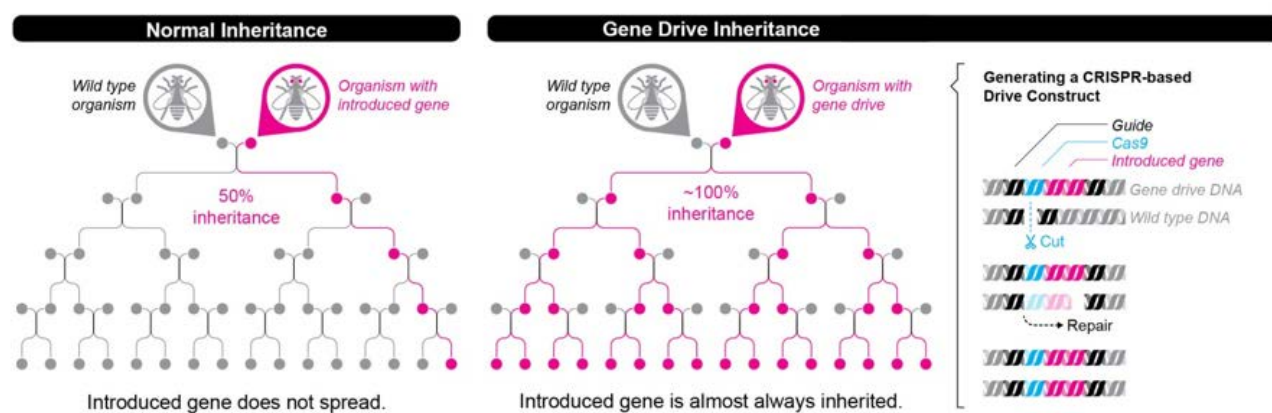 Normal Inheritance
Wild type
organism
Organism with
introduced gene
50%
inheritance
Introduced gene does not spread.
Gene Drive Inheritance
Wild type
organism
Organism with
gene drive
~100%
inheritance
Introduced gene is almost always inherited.
Generating a CRISPR-based
Drive Construct
Guide
Cas9
Introduced gene
Gene drive DNA
Wild type DNA
Cut
Repair